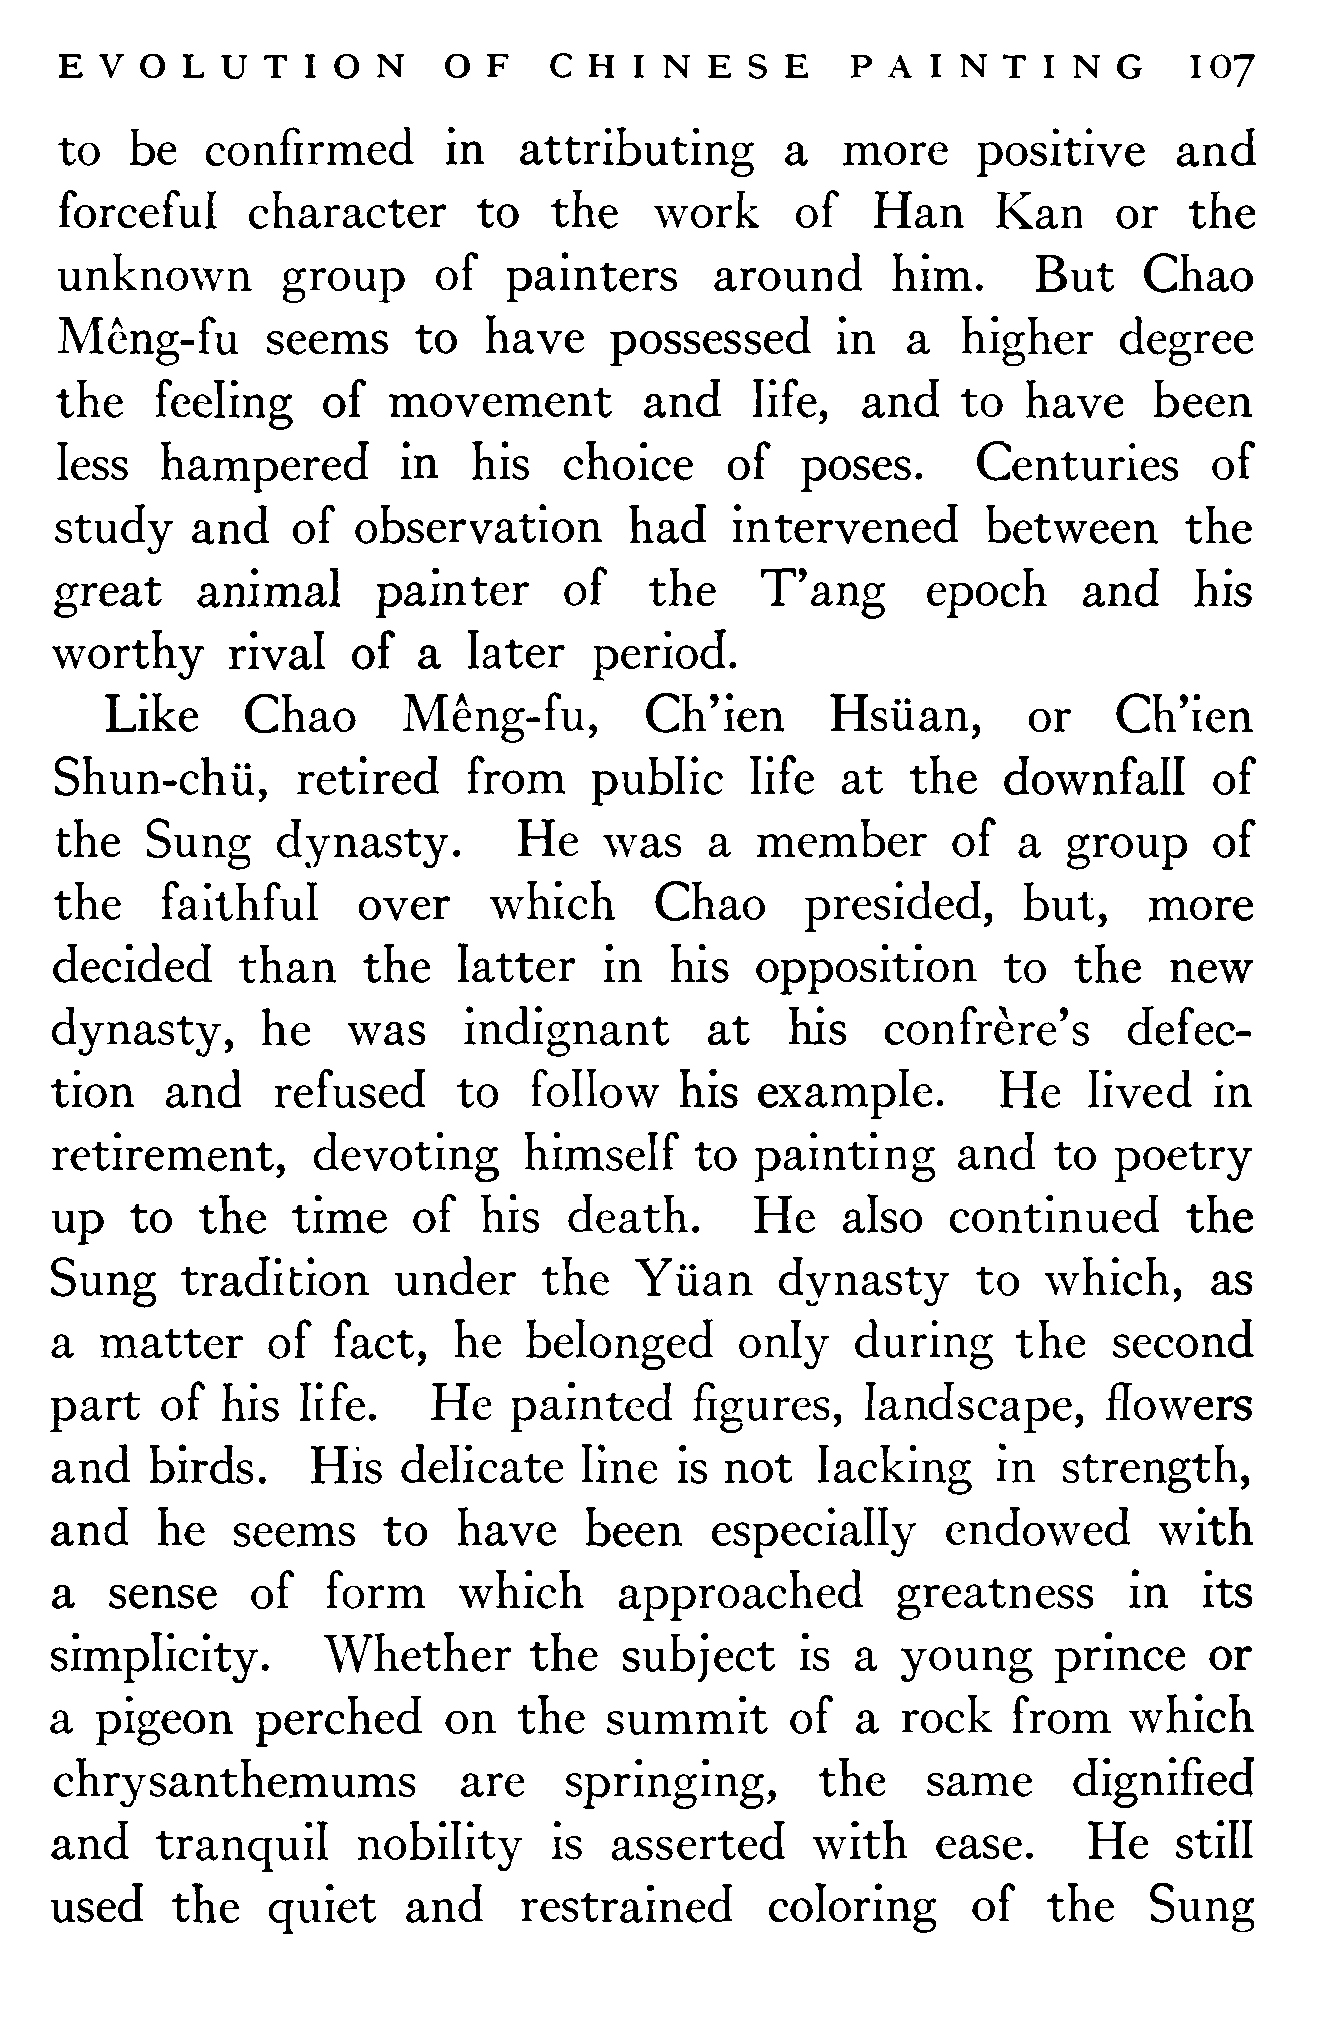 EVOLUTION OF CHINESE PAINTING 107
to be confirmed in attributing a more positive and
forceful character to the work of Han Kan or the
unknown group of painters around him. But Chao
Mêng-fu seems to have possessed in a higher degree
the feeling of movement and life, and to have been
less hampered in his choice of poses. Centuries of
study and of observation had intervened between the
great animal painter of the T’ang epoch and his
worthy rival of a later period.
Like Chao Mêng-fu, Ch’ien Hsüan, or Ch’ien
Shun-chü, retired from public life at the downfall of
the Sung dynasty. He was a member of a group of
the faithful over which Chao presided, but, more
decided than the latter in his opposition to the new
dynasty, he was indignant at his confrère’s defec-
tion and refused to follow his example. He lived in
retirement, devoting himself to painting and to poetry
up to the time of his death. He also continued the
Sung tradition under the Yüan dynasty to which, as
a matter of fact, he belonged only during the second
part of his life. He painted figures, landscape, flowers
and birds. His delicate line is not lacking in strength,
and he seems to have been especially endowed with
a sense of form which approached greatness in its
simplicity. Whether the subject is a young prince or
a pigeon perched on the summit of a rock from which
chrysanthemums are springing, the same dignified
and tranquil nobility is asserted with ease. He still
used the quiet and restrained coloring of the Sung